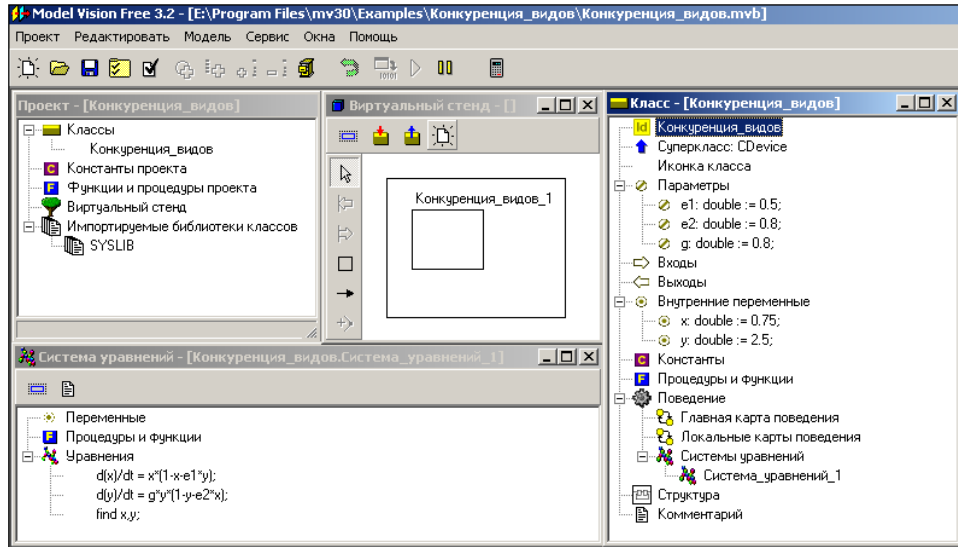 Model Vision Free 3.2 - [E:\Program Files\mv30\Examples\Конкуренция_видов\Конкуренция_видов.mvb]
Проект Редактировать Модель Сервис Окна Помощь
Проект - [Конкуренция_видов]
Классы
Конкуренция_видов
Константы проекта
Функции и процедуры проекта
Виртуальный стенд
Импортируемые библиотеки классов
SYSLIB
Виртуальный стенд - []
Конкуренция_видов_1
Класс - [Конкуренция_видов]
Конкуренция_видов
Суперкласс: CDevice
Иконка класса
Параметры
e1: double := 0.5;
e2: double := 0.8;
g: double := 0.8;
Входы
Выходы
Внутренние переменные
x: double := 0.75;
y: double := 2.5;
Константы
Процедуры и функции
Поведение
Главная карта поведения
Локальные карты поведения
Системы уравнений
Система_уравнений_1
Структура
Комментарий
Система уравнений - [Конкуренция_видов.Система_уравнений_1]
Переменные
Процедуры и функции
Уравнения
d(x)/dt = x*(1-x-e1*y);
d(y)/dt = g*y*(1-y-e2*x);
find x,y;